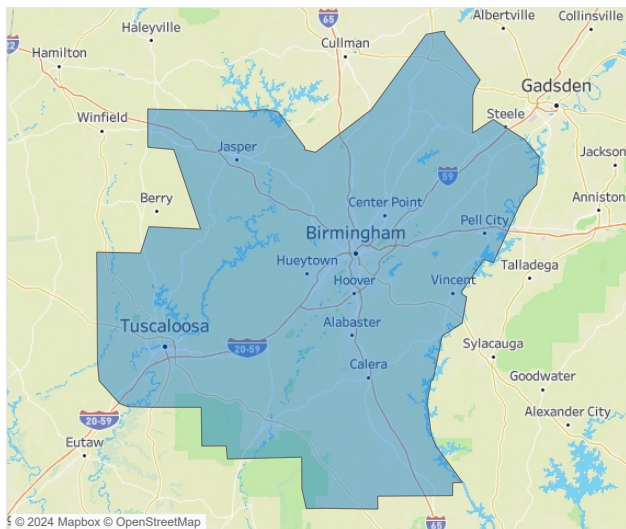 65
Albertville
Collinsville
Haleyville
22
Cullman
Hamilton
Gadsden
Winfield
Steele
Jasper
Jackson
59
Berry
Center Point
Anniston
Pell City
Birmingham
Hueytown
Talladega
Hoover
Vincent
Tuscaloosa
Alabaster
20-59
Sylacauga
Calera
Goodwater
20-59
Alexander City
Eutaw
65
© 2024 Mapbox © OpenStreetMap